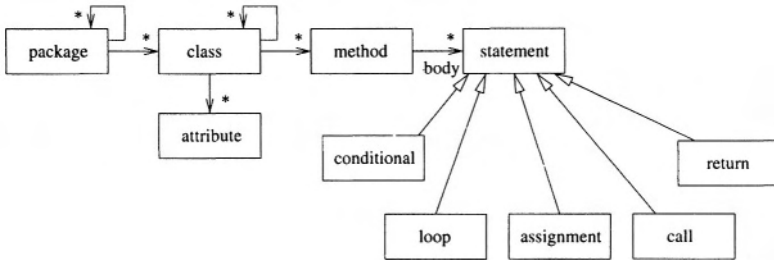 * *
package * class * method * statement
body
*
attribute
conditional
return
loop assignment call